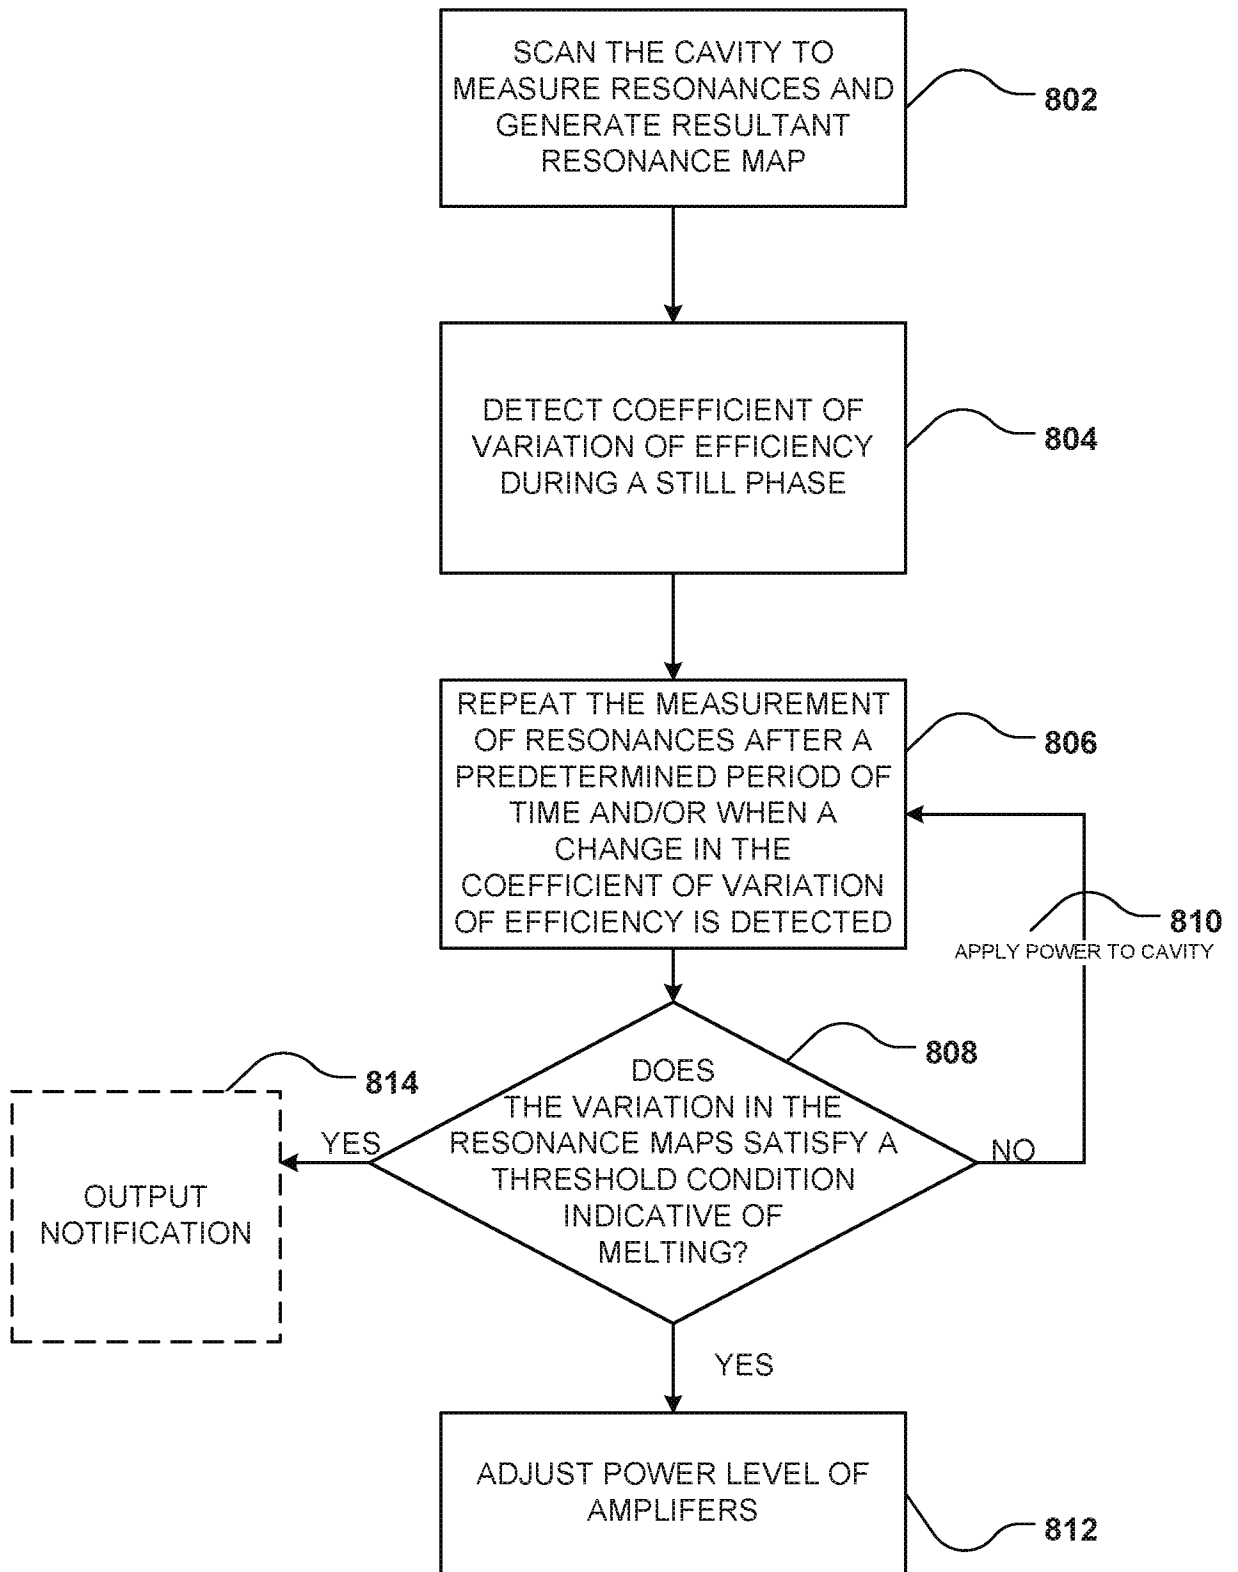 SCAN THE CAVITY TO
MEASURE RESONANCES AND
GENERATE RESULTANT
RESONANCE MAP
802
DETECT COEFFICIENT OF
VARIATION OF EFFICIENCY
DURING A STILL PHASE
804
REPEAT THE MEASUREMENT
OF RESONANCES AFTER A
PREDETERMINED PERIOD OF
TIME AND/OR WHEN A
CHANGE IN THE
COEFFICIENT OF VARIATION
OF EFFICIENCY IS DETECTED
806
810
APPLY POWER TO CAVITY
808
DOES
THE VARIATION IN THE
RESONANCE MAPS SATISFY A
THRESHOLD CONDITION
INDICATIVE OF
MELTING?
NO
YES
814
OUTPUT
NOTIFICATION
YES
ADJUST POWER LEVEL OF
AMPLIFERS
812